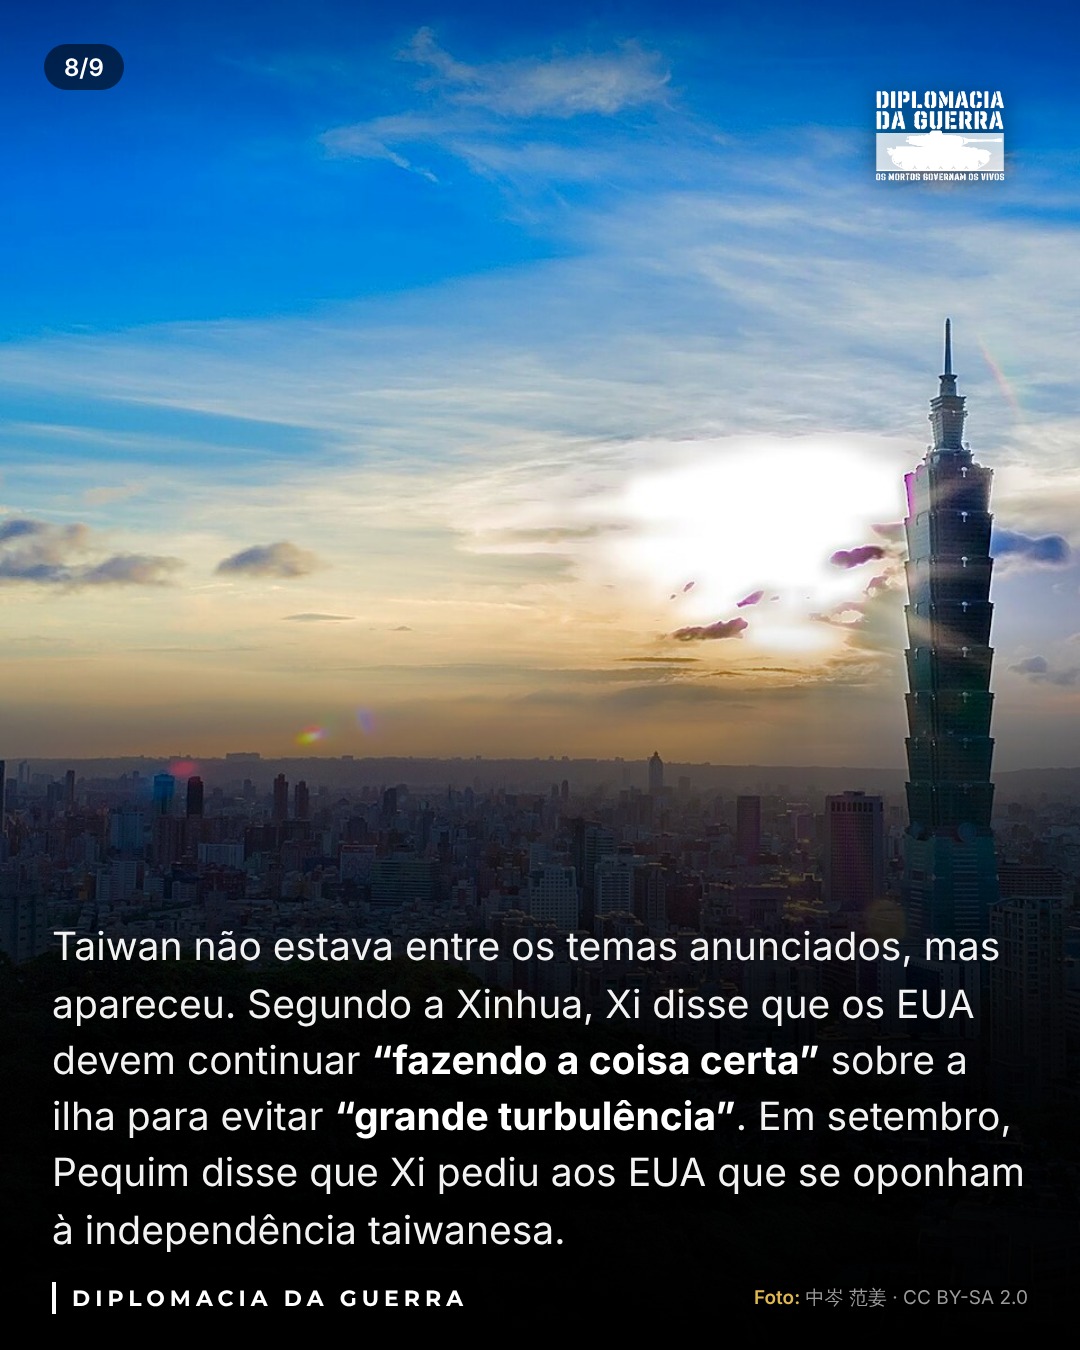 8/9
DIPLOMACIA
DA GUERRA
OS MORTOS GOVERNAM OS VIVOS
Taiwan não estava entre os temas anunciados, mas
apareceu. Segundo a Xinhua, Xi disse que os EUA
devem continuar “fazendo a coisa certa” sobre a
ilha para evitar “grande turbulência”. Em setembro,
Pequim disse que Xi pediu aos EUA que se oponham
à independência taiwanesa.
DIPLOMACIA DA GUERRA
Foto: 中岑 范姜 · CC BY-SA 2.0